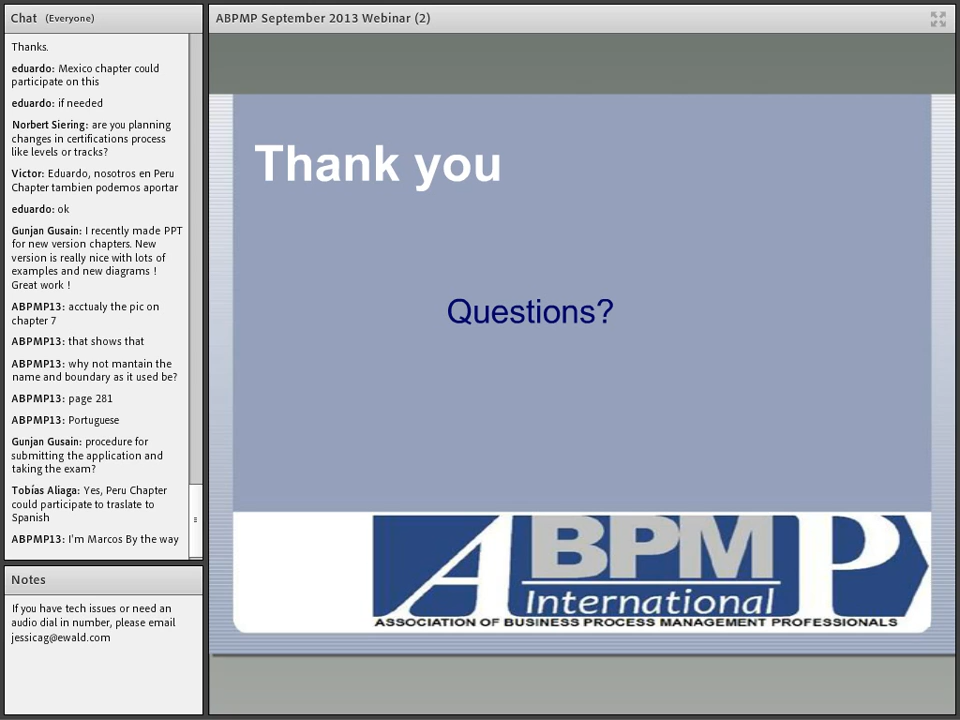 Chat (Everyone)
Thanks.
eduardo: Mexico chapter could
participate on this
eduardo: if needed
Norbert Siering: are you planning
changes in certifications process
like levels or tracks?
Victor: Eduardo, nosotros en Peru
Chapter tambien podemos aportar
eduardo: ok
Gunjan Gusain: I recently made PPT
for new version chapters. New
version is really nice with lots of
examples and new diagrams !
Great work !
ABPMP13: acctualy the pic on
chapter 7
ABPMP13: that shows that
ABPMP13: why not mantain the
name and boundary as it used be?
ABPMP13: page 281
ABPMP13: Portuguese
Gunjan Gusain: procedure for
submitting the application and
taking the exam?
Tobías Aliaga: Yes, Peru Chapter
could participate to traslate to
Spanish
ABPMP13: I'm Marcos By the way
Notes
If you have tech issues or need an
audio dial in number, please email
jessicag@ewald.com
ABPMP September 2013 Webinar (2)
Thank you
Questions?
ABPMP
International
ASSOCIATION OF BUSINESS PROCESS MANAGEMENT PROFESSIONALS